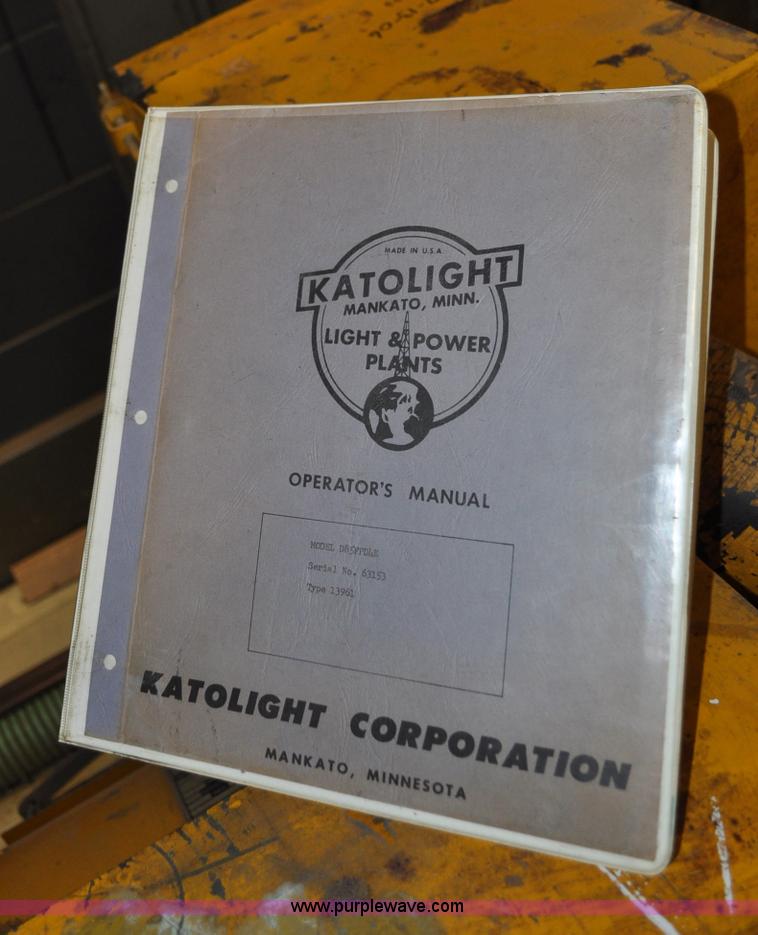 MADE IN U.S.A.
KATOLIGHT
MANKATO, MINN.
LIGHT & POWER
PLANTS
OPERATOR'S MANUAL
MODEL
Serial No. 63153
Type 13961
KATOLIGHT CORPORATION
MANKATO, MINNESOTA
www.purplewave.com